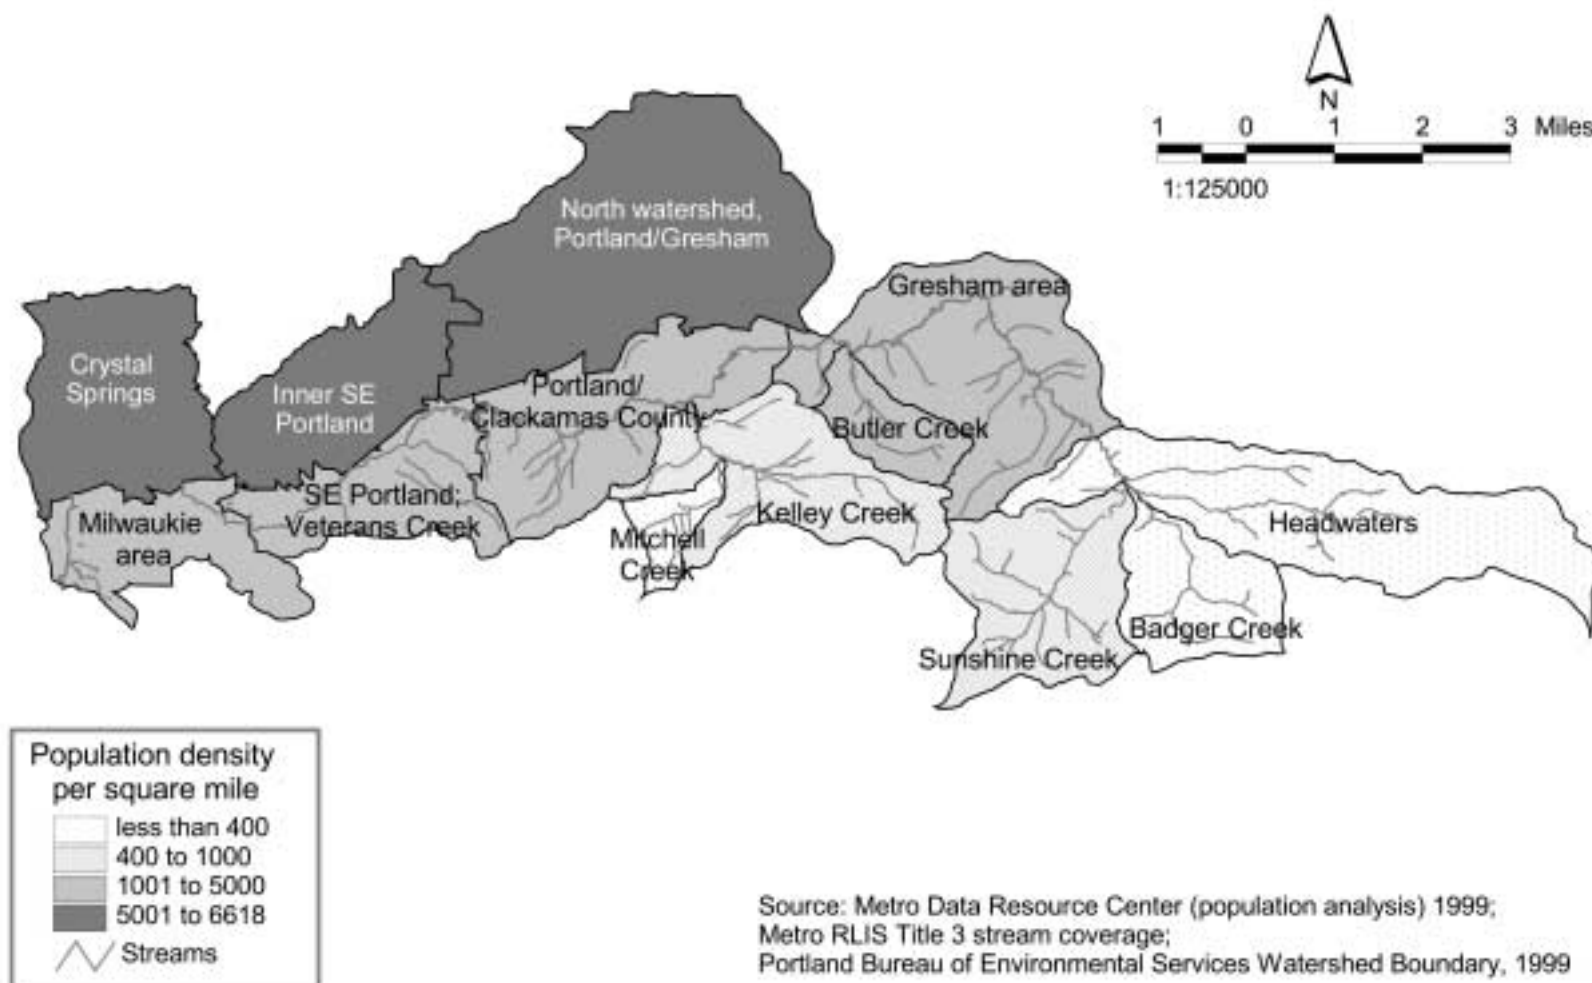 N
1 0 1 2 3 Miles
1:125000
North watershed,
Portland/Gresham
Gresham area
Crystal
Springs
Inner SE
Portland
Portland/
Clackamas County
Butler Creek
SE Portland;
Veterans Creek
Milwaukie
area
Kelley Creek
Mitchell
Creek
Headwaters
Badger Creek
Sunshine Creek
Population density
per square mile
less than 400
400 to 1000
1001 to 5000
5001 to 6618
Streams
Source: Metro Data Resource Center (population analysis) 1999;
Metro RLIS Title 3 stream coverage;
Portland Bureau of Environmental Services Watershed Boundary, 1999